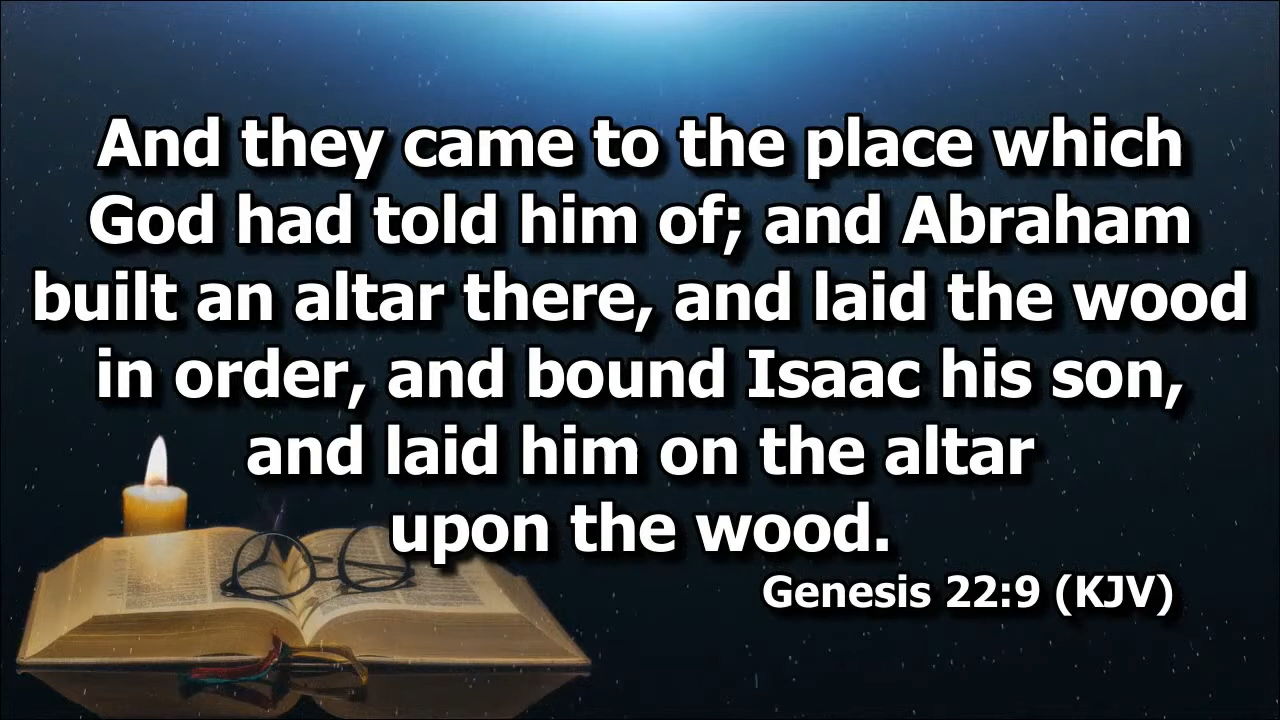 And they came to the place which
God had told him of; and Abraham
built an altar there, and laid the wood
in order, and bound Isaac his son,
and laid him on the altar
upon the wood.
Genesis 22:9 (KJV)